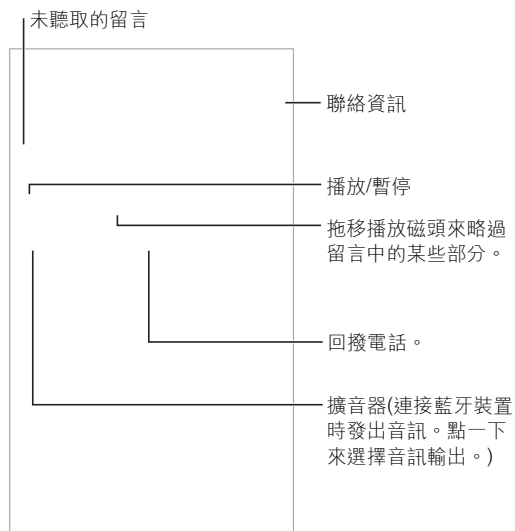 未聽取的留言
聯絡資訊
播放/暫停
拖移播放磁頭來略過
留言中的某些部分。
回撥電話。
擴音器(連接藍牙裝置
時發出音訊。點一下
來選擇音訊輸出。)